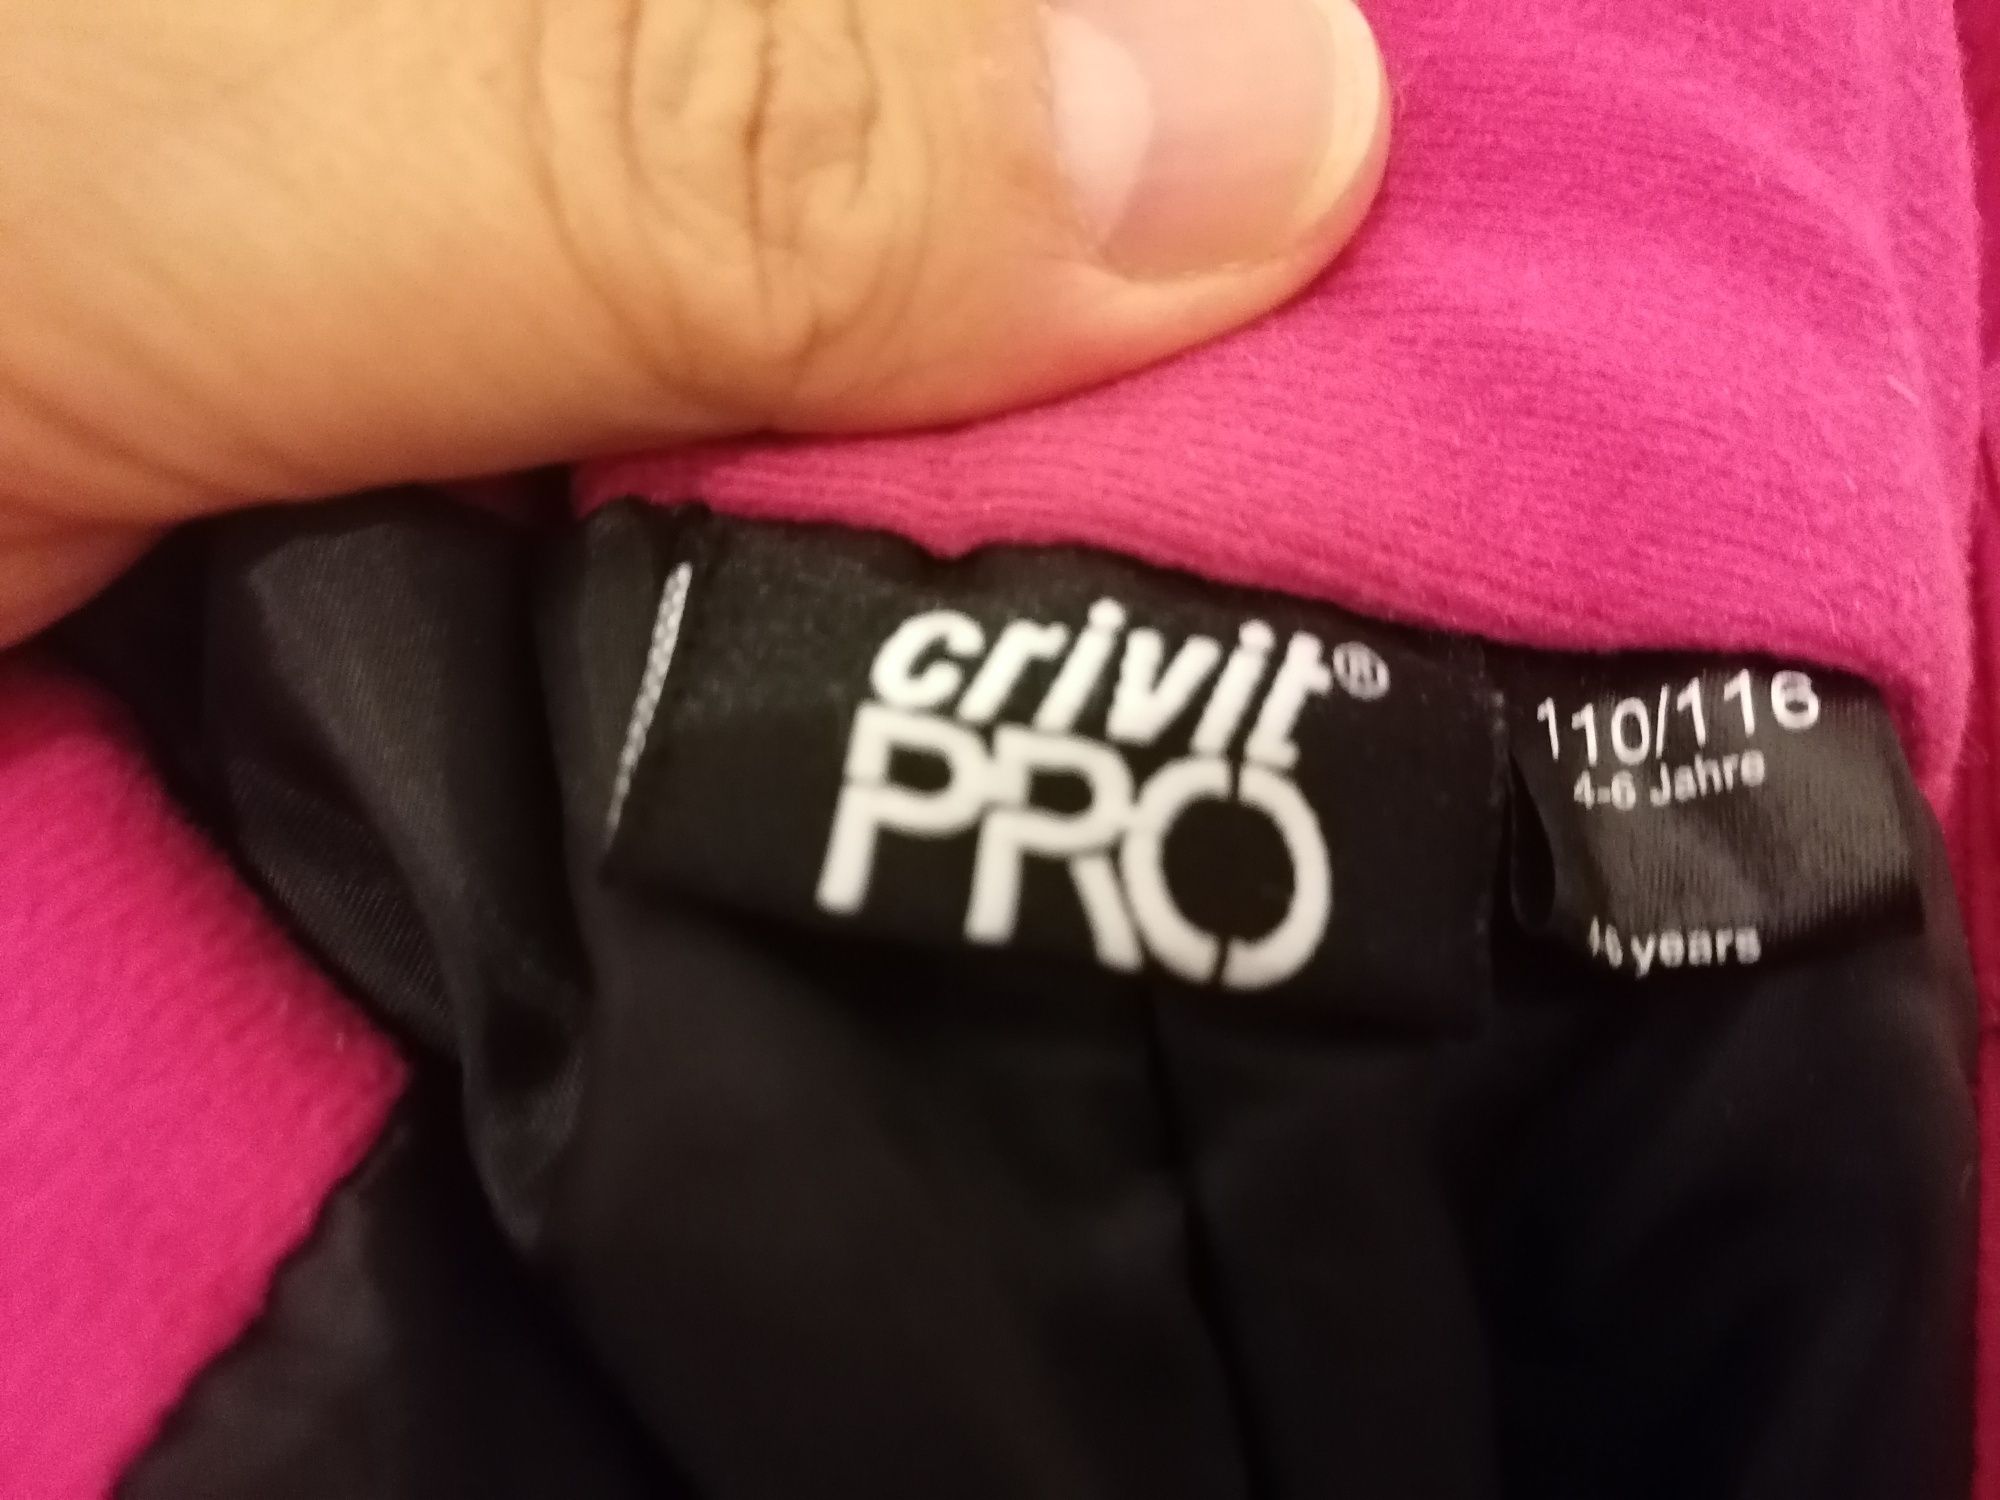 crivit®
PRO
110/116
4-6 Jahre
years